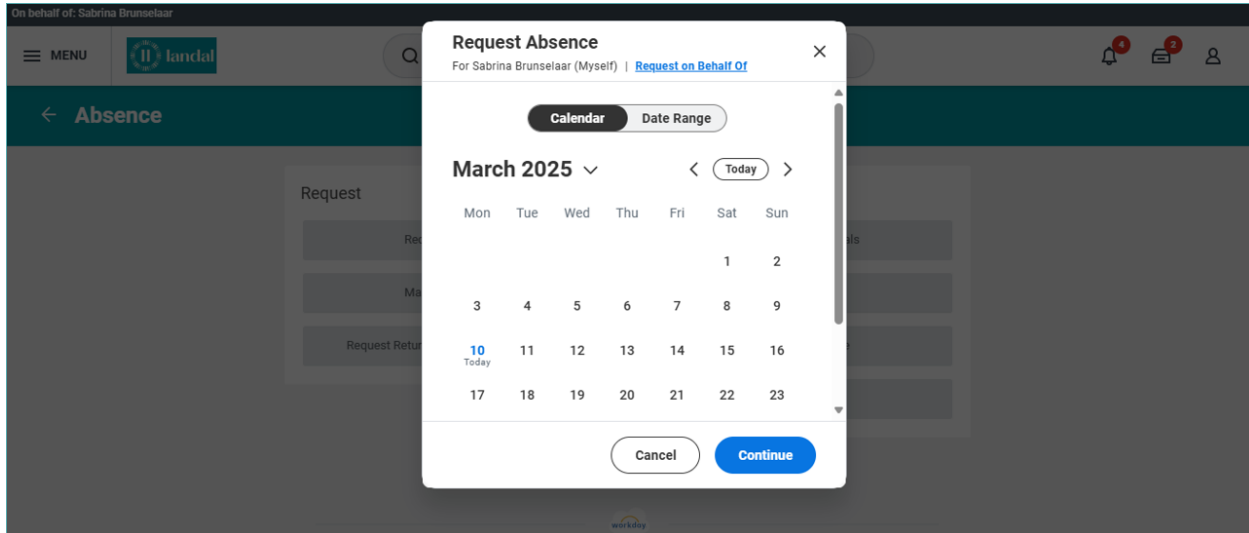 On behalf of: Sabrina Brunselaar
MENU
landal
4
2
Absence
Request Absence
For Sabrina Brunselaar (Myself) | Request on Behalf Of
Calendar Date Range
March 2025
Today
Mon Tue Wed Thu Fri Sat Sun
1 2
3 4 5 6 7 8 9
10 11 12 13 14 15 16
Today
17 18 19 20 21 22 23
Cancel Continue
Request
Request Retur
workday